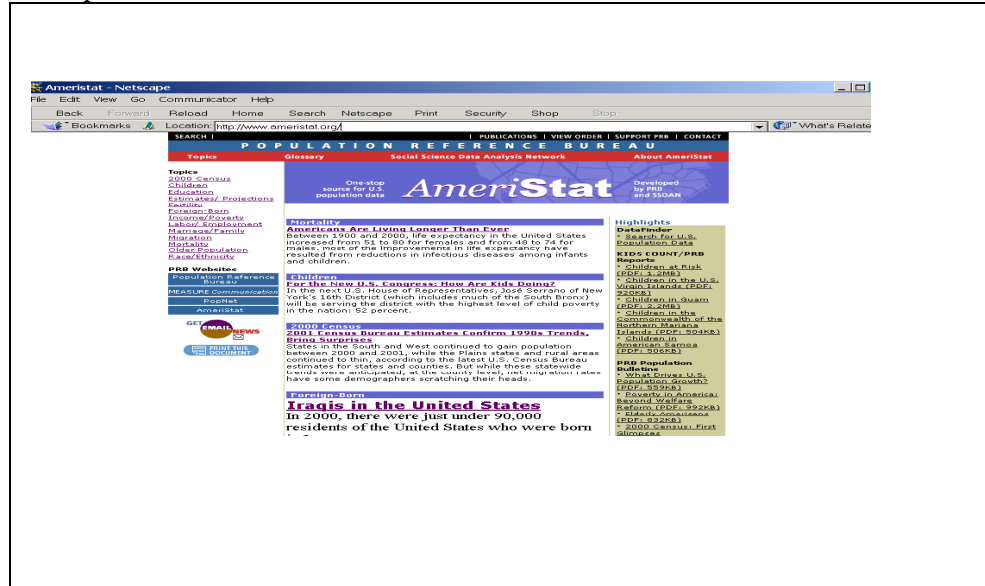 Ameristat - Netscape
File Edit View Go Communicator Help
Back Forward Reload Home Search Netscape Print Security Shop Stop
Bookmarks Location: http://www.ameristat.org/ What's Relate
SEARCH | | PUBLICATIONS | VIEW ORDER | SUPPORT PRB | CONTACT
POPULATION REFERENCE BUREAU
Topics Glossary Social Science Data Analysis Network About AmeriStat
Topics
2000 Census
Children
Education
Estimates/ Projections
Fertility
Foreign-Born
Income/Poverty
Labor/ Employment
Marriage/Family
Migration
Mortality
Older Population
Race/Ethnicity
PRB Websites
Population Reference
Bureau
MEASURE Communication
PopNet
AmeriStat
GET EMAIL NEWS
PRINT THIS
DOCUMENT
One-stop
source for U.S.
population data
AmeriStat
Developed
by PRB
and SSDAN
Mortality
Americans Are Living Longer Than Ever
Between 1900 and 2000, life expectancy in the United States
increased from 51 to 80 for females and from 48 to 74 for
males. Most of the improvements in life expectancy have
resulted from reductions in infectious diseases among infants
and children.
Children
For the New U.S. Congress: How Are Kids Doing?
In the next U.S. House of Representatives, José Serrano of New
York's 16th District (which includes much of the South Bronx)
will be serving the district with the highest level of child poverty
in the nation: 52 percent.
2000 Census
2001 Census Bureau Estimates Confirm 1990s Trends,
Bring Surprises
States in the South and West continued to gain population
between 2000 and 2001, while the Plains states and rural areas
continued to thin, according to the latest U.S. Census Bureau
estimates for states and counties. But while these statewide
trends were anticipated, at the county level, net migration rates
have some demographers scratching their heads.
Foreign-Born
Iraqis in the United States
In 2000, there were just under 90,000
residents of the United States who were born
Highlights
DataFinder
* Search for U.S.
Population Data
KIDS COUNT/PRB
Reports
* Children at Risk
(PDF: 1.2MB)
* Children in the U.S.
Virgin Islands (PDF:
920KB)
* Children in Guam
(PDF: 2.2MB)
* Children in the
Commonwealth of the
Northern Mariana
Islands (PDF: 504KB)
* Children in
American Samoa
(PDF: 506KB)
PRB Population
Bulletins
* What Drives U.S.
Population Growth?
(PDF: 559KB)
* Poverty in America:
Beyond Welfare
Reform (PDF: 992KB)
* Elderly Americans
(PDF: 832KB)
* 2000 Census: First
Glimpses